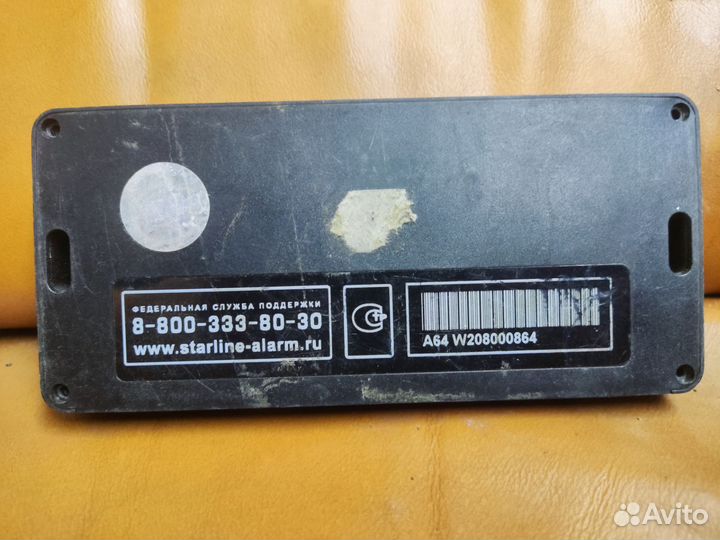 ФЕДЕРАЛЬНАЯ СЛУЖБА ПОДДЕРЖКИ
8-800-333-80-30
www.starline-alarm.ru
A64 W208000864
Avito